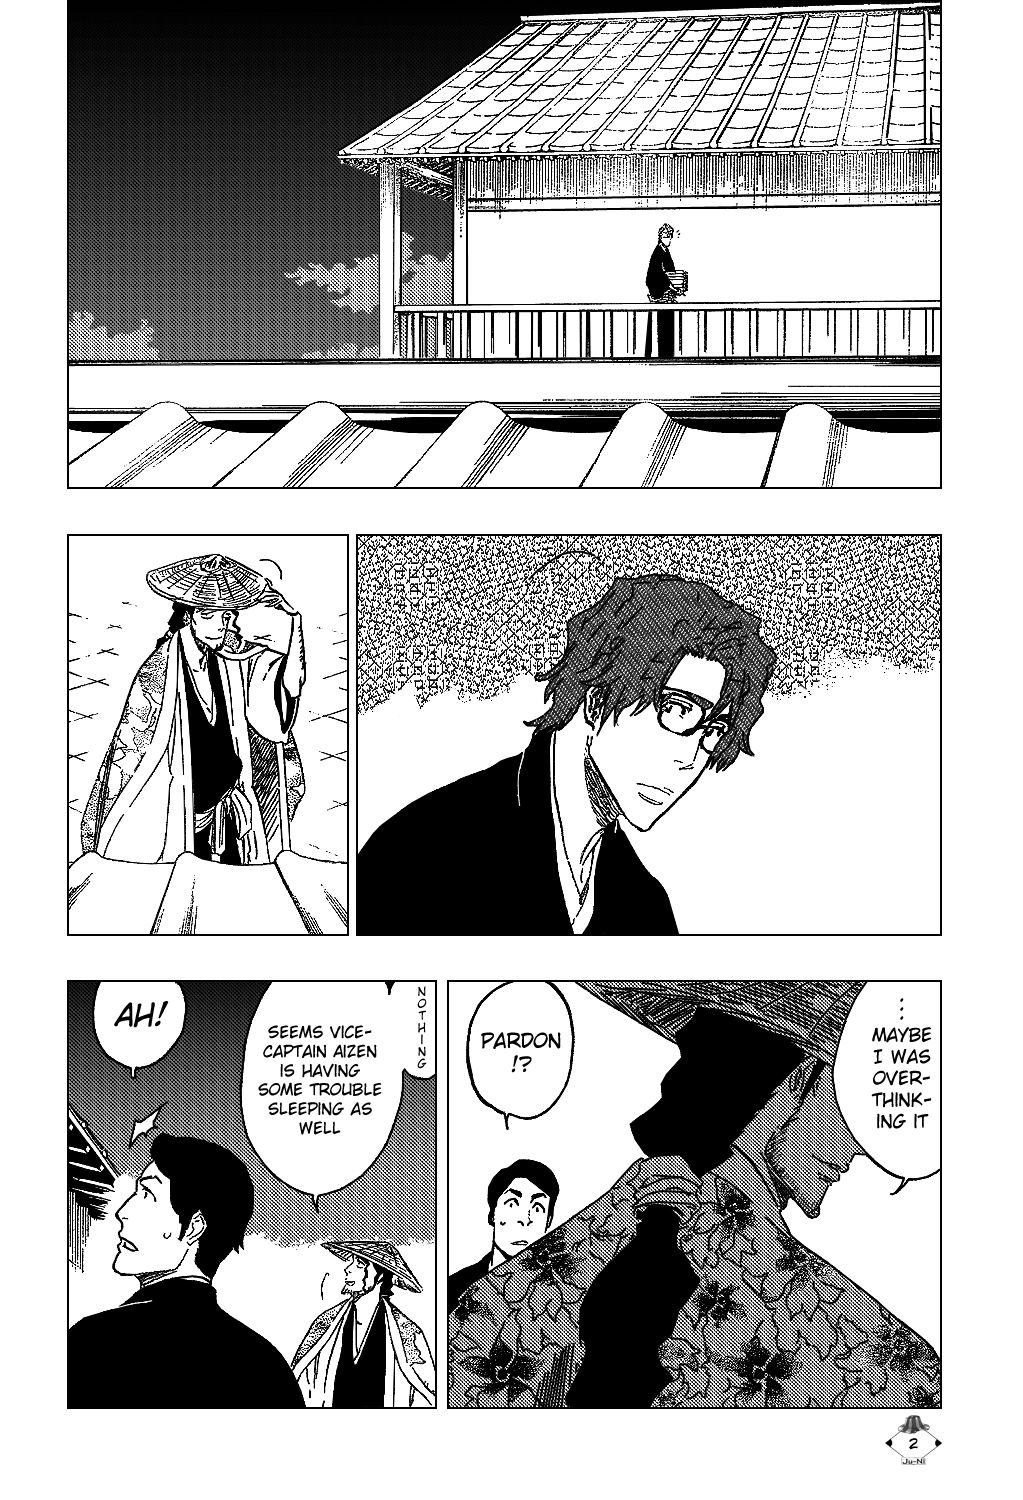 ...
MAYBE
I WAS
OVER-
THINK-
ING IT
PARDON
!?
NOTHING
SEEMS VICE-
CAPTAIN AIZEN
IS HAVING
SOME TROUBLE
SLEEPING AS
WELL
AH!
2
Ju-Ni